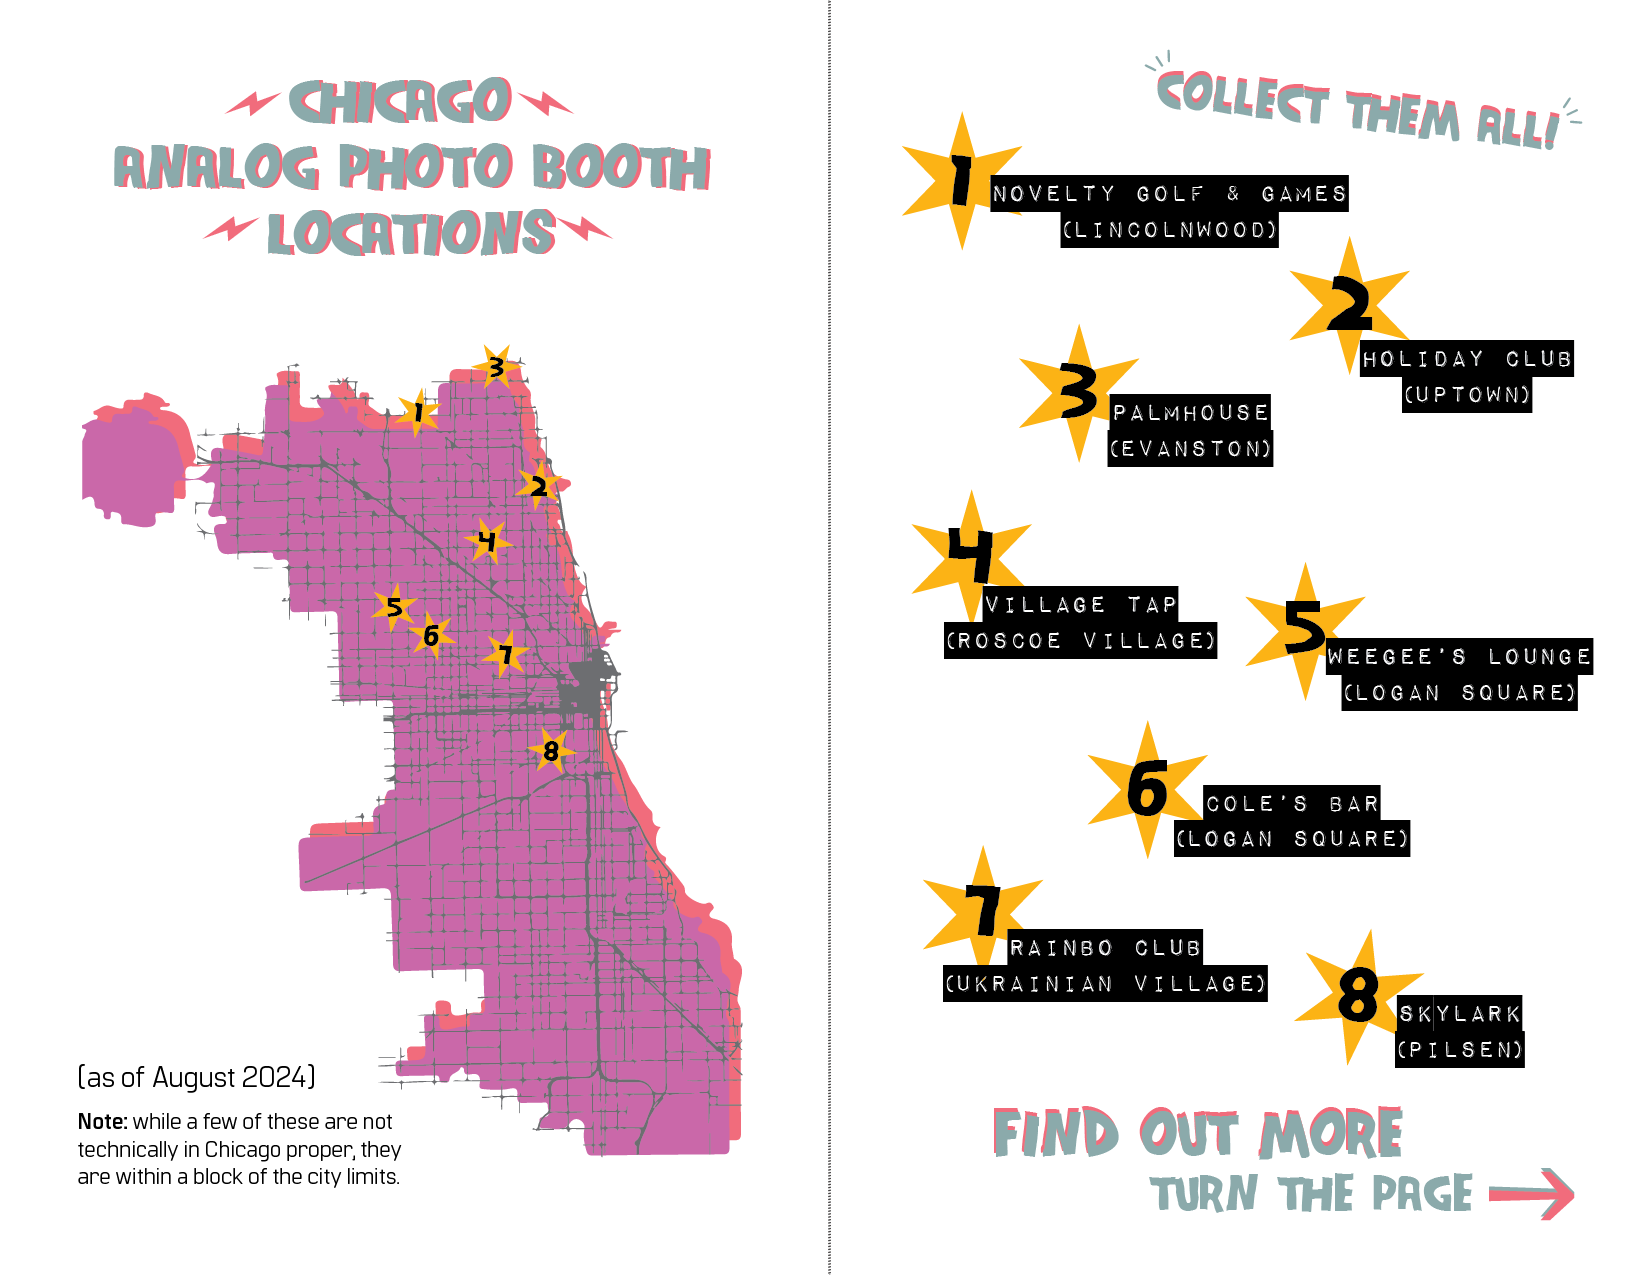 CHICAGO
ANALOG PHOTO BOOTH
LOCATIONS
3
1
2
4
5
6
7
8
(as of August 2024)
Note: while a few of these are not
technically in Chicago proper, they
are within a block of the city limits.
COLLECT THEM ALL!
1
NOVELTY GOLF & GAMES
(LINCOLNWOOD)
2
HOLIDAY CLUB
(UPTOWN)
3
PALMHOUSE
(EVANSTON)
4
VILLAGE TAP
(ROSCOE VILLAGE)
5
WEEGEE'S LOUNGE
(LOGAN SQUARE)
6
COLE'S BAR
(LOGAN SQUARE)
7
RAINBO CLUB
(UKRAINIAN VILLAGE)
8
SKYLARK
(PILSEN)
FIND OUT MORE
TURN THE PAGE